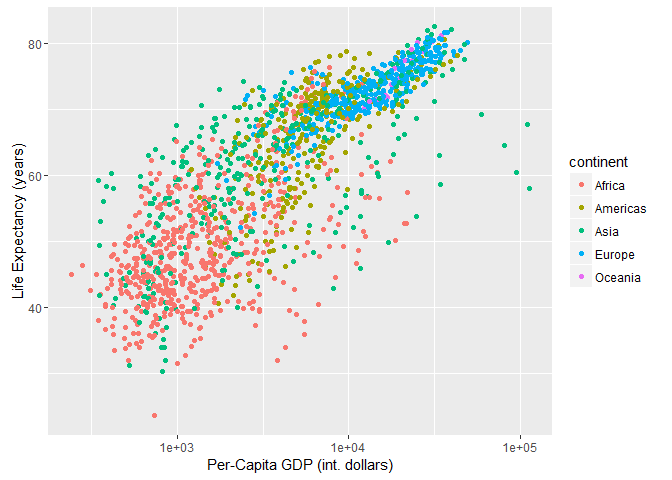 80
60
40
Life Expectancy (years)
1e+03
1e+04
1e+05
Per-Capita GDP (int. dollars)
continent
Africa
Americas
Asia
Europe
Oceania